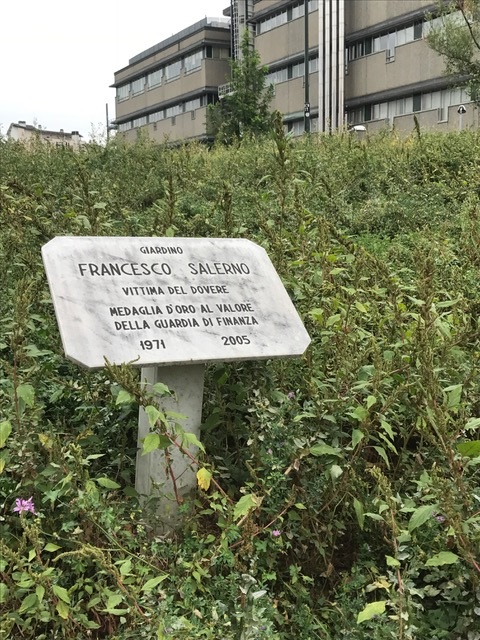 GIARDINO
FRANCESCO SALERNO
VITTIMA DEL DOVERE
MEDAGLIA D'ORO AL VALORE
DELLA GUARDIA DI FINANZA
1971 2005